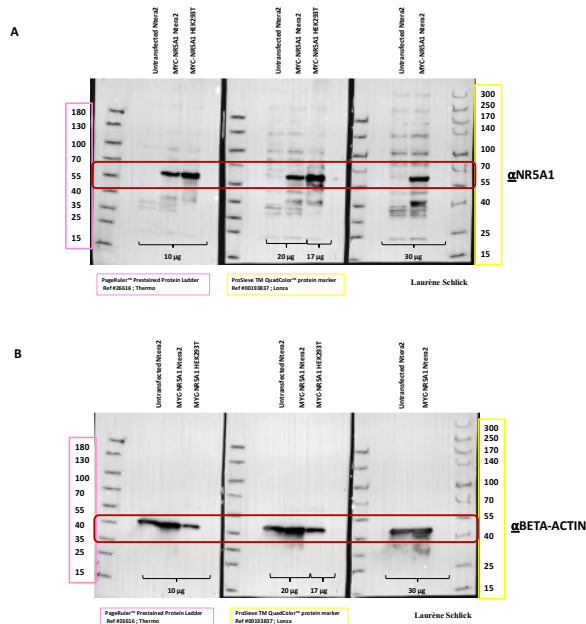 A
Untransfected Ntera2
MYC-NR5A1 Ntera2
MYC-NR5A1 HEK293T
Untransfected Ntera2
MYC-NR5A1 Ntera2
MYC-NR5A1 HEK293T
Untransfected Ntera2
MYC-NR5A1 Ntera2
180
130
100
70
55
40
35
25
15
300
250
170
140
100
70
55
40
25
15
αNR5A1
10 μg
20 μg
17 μg
30 μg
PageRuler™ Prestained Protein Ladder
Ref #26616 ; Thermo
ProSieve TM QuadColor™ protein marker
Ref #00193837 ; Lonza
Laurène Schlick
B
Untransfected Ntera2
MYC-NR5A1 Ntera2
MYC-NR5A1 HEK293T
Untransfected Ntera2
MYC-NR5A1 Ntera2
MYC-NR5A1 HEK293T
Untransfected Ntera2
MYC-NR5A1 Ntera2
180
130
100
70
55
40
35
25
15
300
250
170
140
100
70
55
40
25
15
αBETA-ACTIN
10 μg
20 μg
17 μg
30 μg
PageRuler™ Prestained Protein Ladder
Ref #26616 ; Thermo
ProSieve TM QuadColor™ protein marker
Ref #00193837 ; Lonza
Laurène Schlick